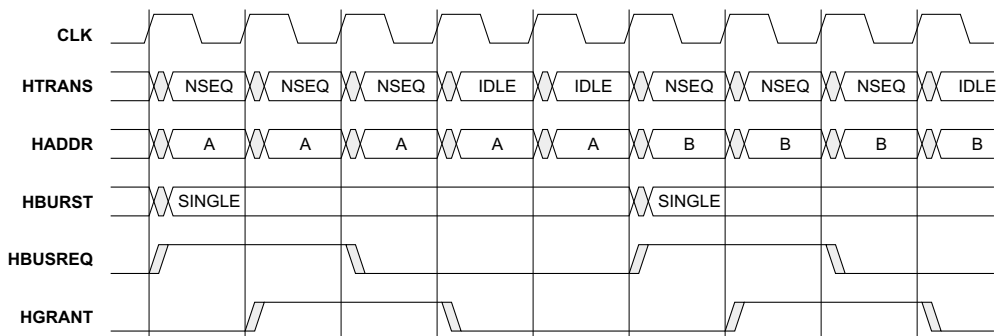 CLK
HTRANS NSEQ NSEQ NSEQ IDLE IDLE NSEQ NSEQ NSEQ IDLE
HADDR A A A A A B B B B
HBURST SINGLE SINGLE
HBUSREQ
HGRANT